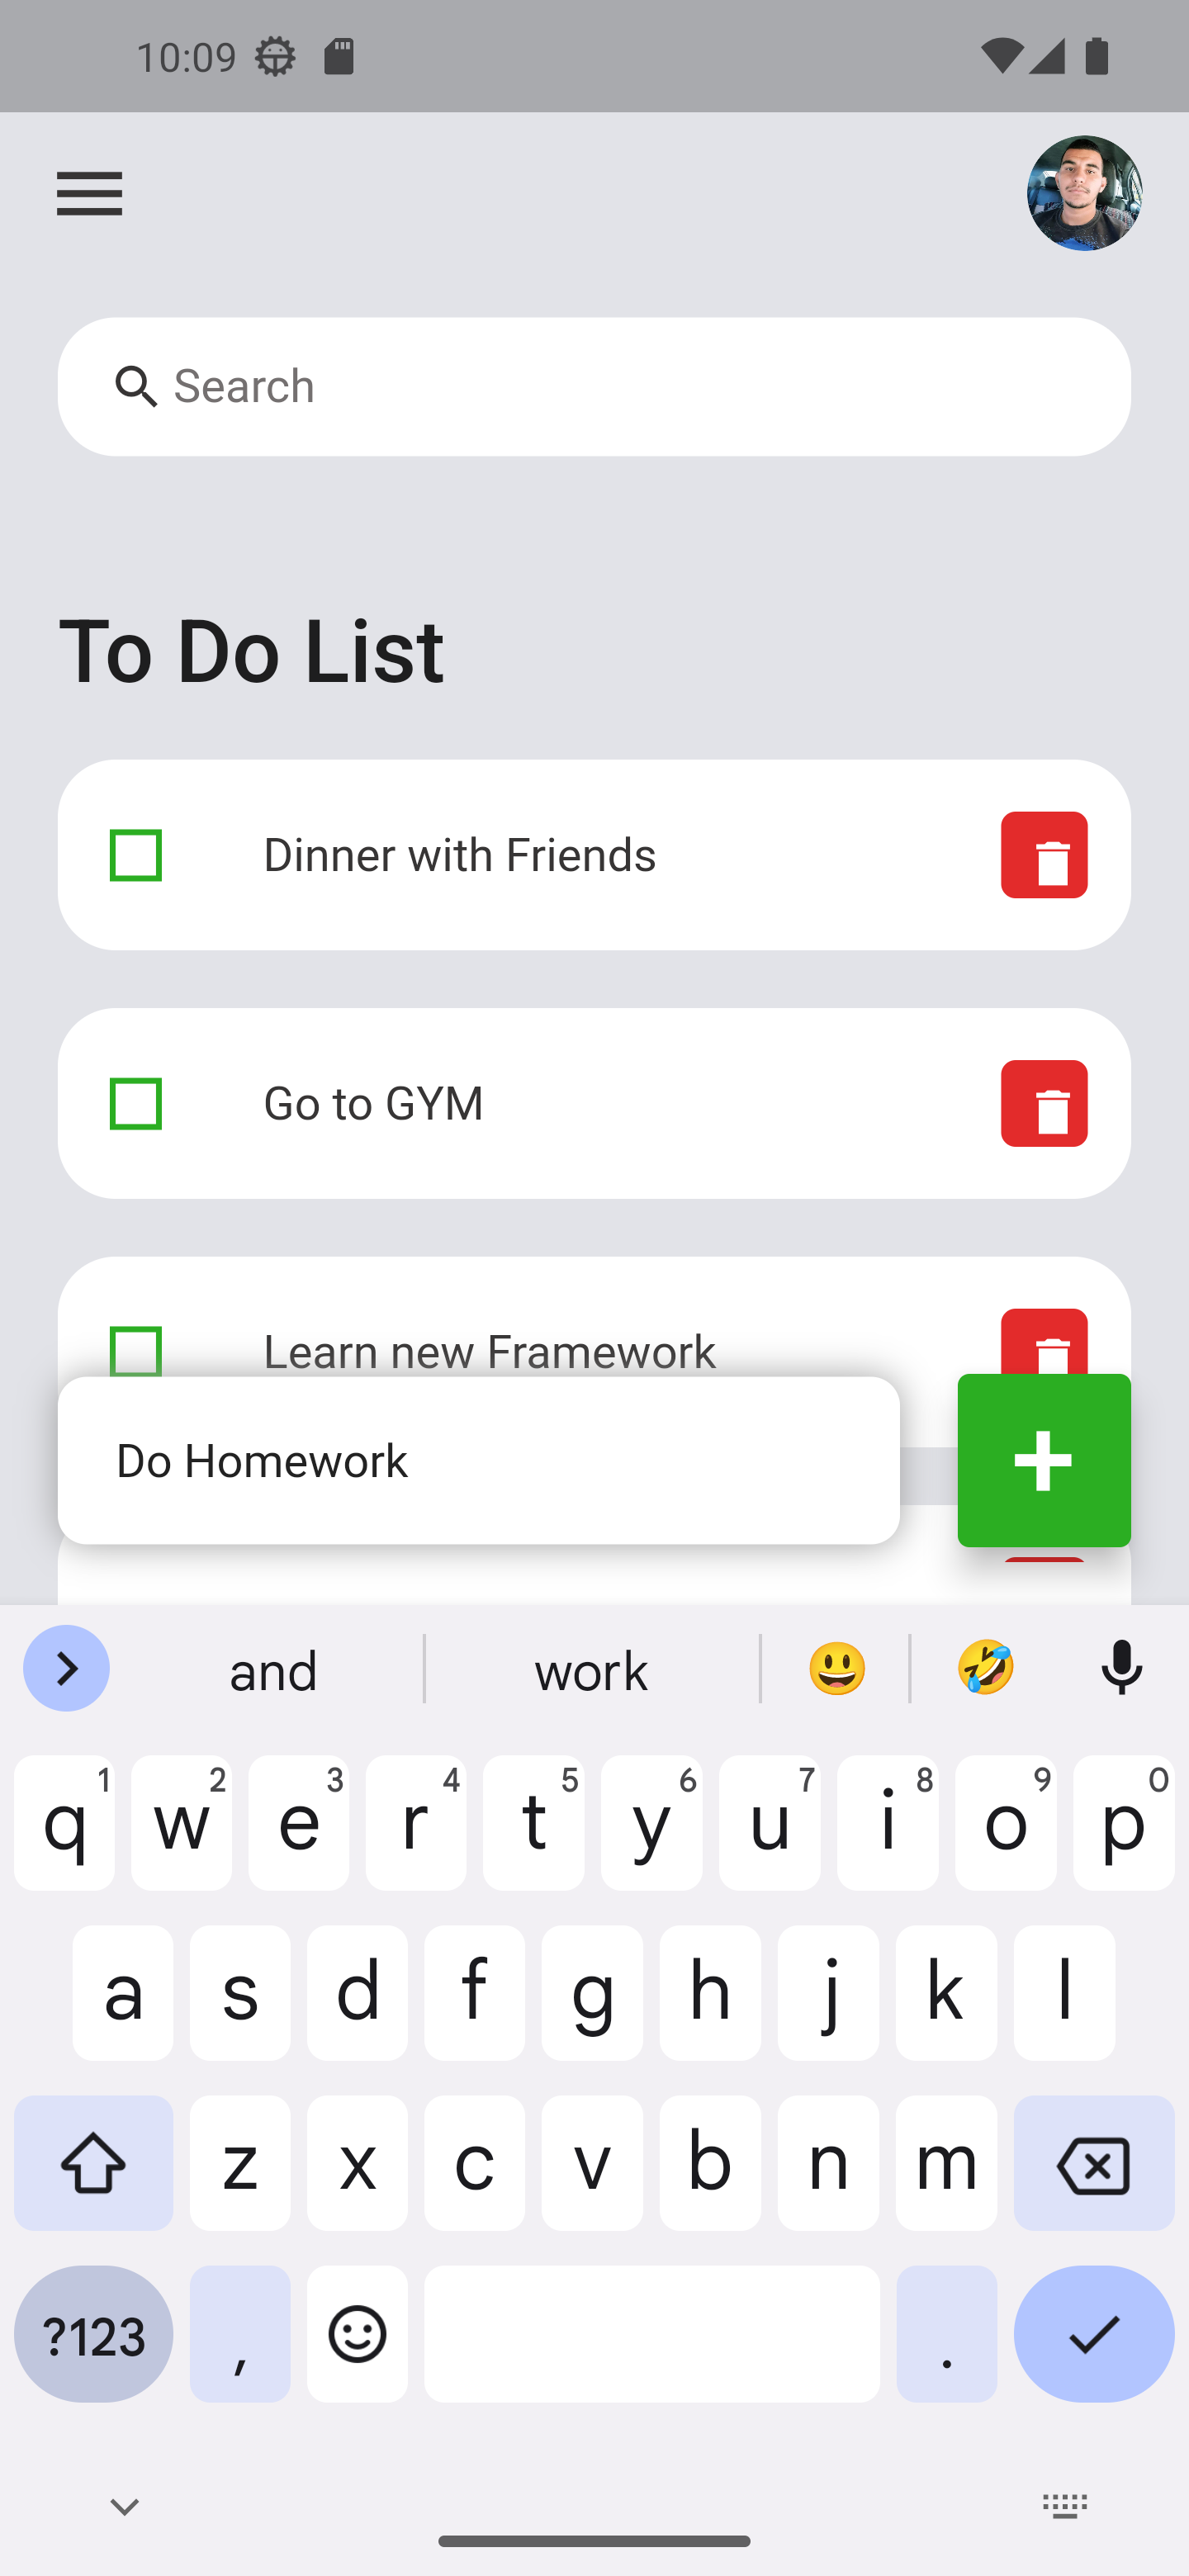 10:09
Search
To Do List
Dinner with Friends
Go to GYM
Learn new Framework
Do Homework
and work
1 2 3 4 5 6 7 8 9 0
q w e r t y u i o p
a s d f g h j k l
z x c v b n m
?123 , .